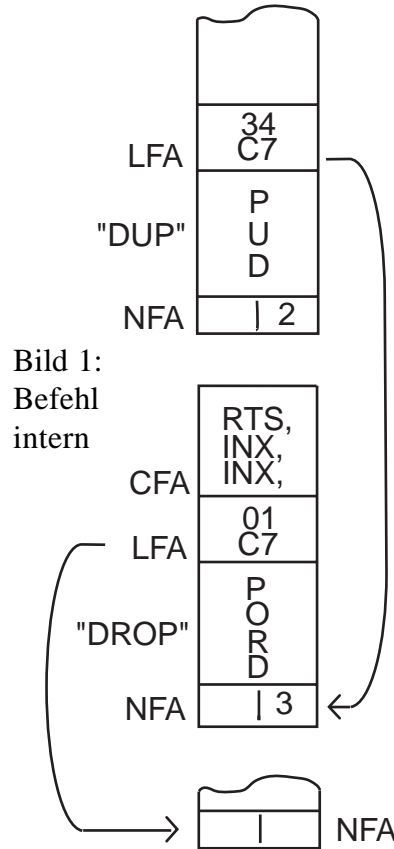 34
LFA C7
P
"DUP" U
D
NFA | 2
Bild 1:
Befehl
intern
RTS,
INX,
CFA INX,
01
LFA C7
P
O
"DROP" R
D
NFA | 3
| NFA